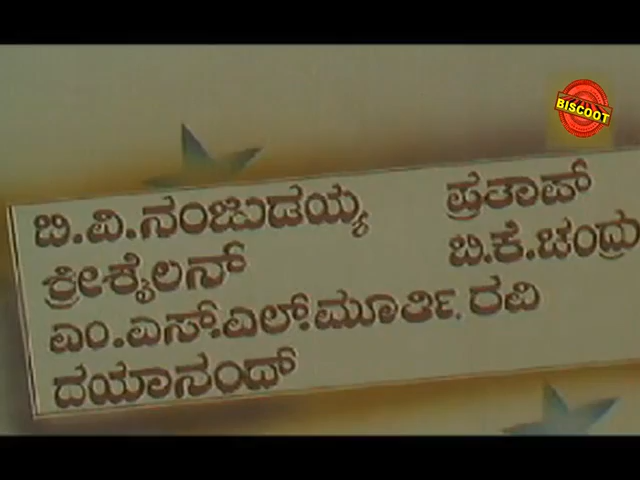 BISCOOT
ಬಿ.ವಿ.ನಂಜುಡಯ್ಯ ಪ್ರತಾಪ್
ಕ್ರೀಶೈಲನ್ ಬಿ.ಕೆ.ಚಂದ್ರು
ಎಂ.ಎಸ್.ಎಲ್.ಮೂರ್ತಿ, ರವಿ
ದಯಾನಂದ್